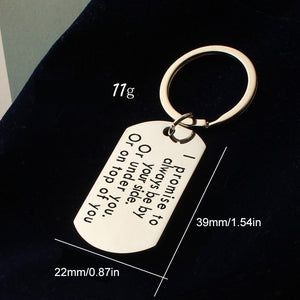 11g
I promise to
always be by
Or your side,
Or under you,
Or on top of you
39mm/1.54in
22mm/0.87in